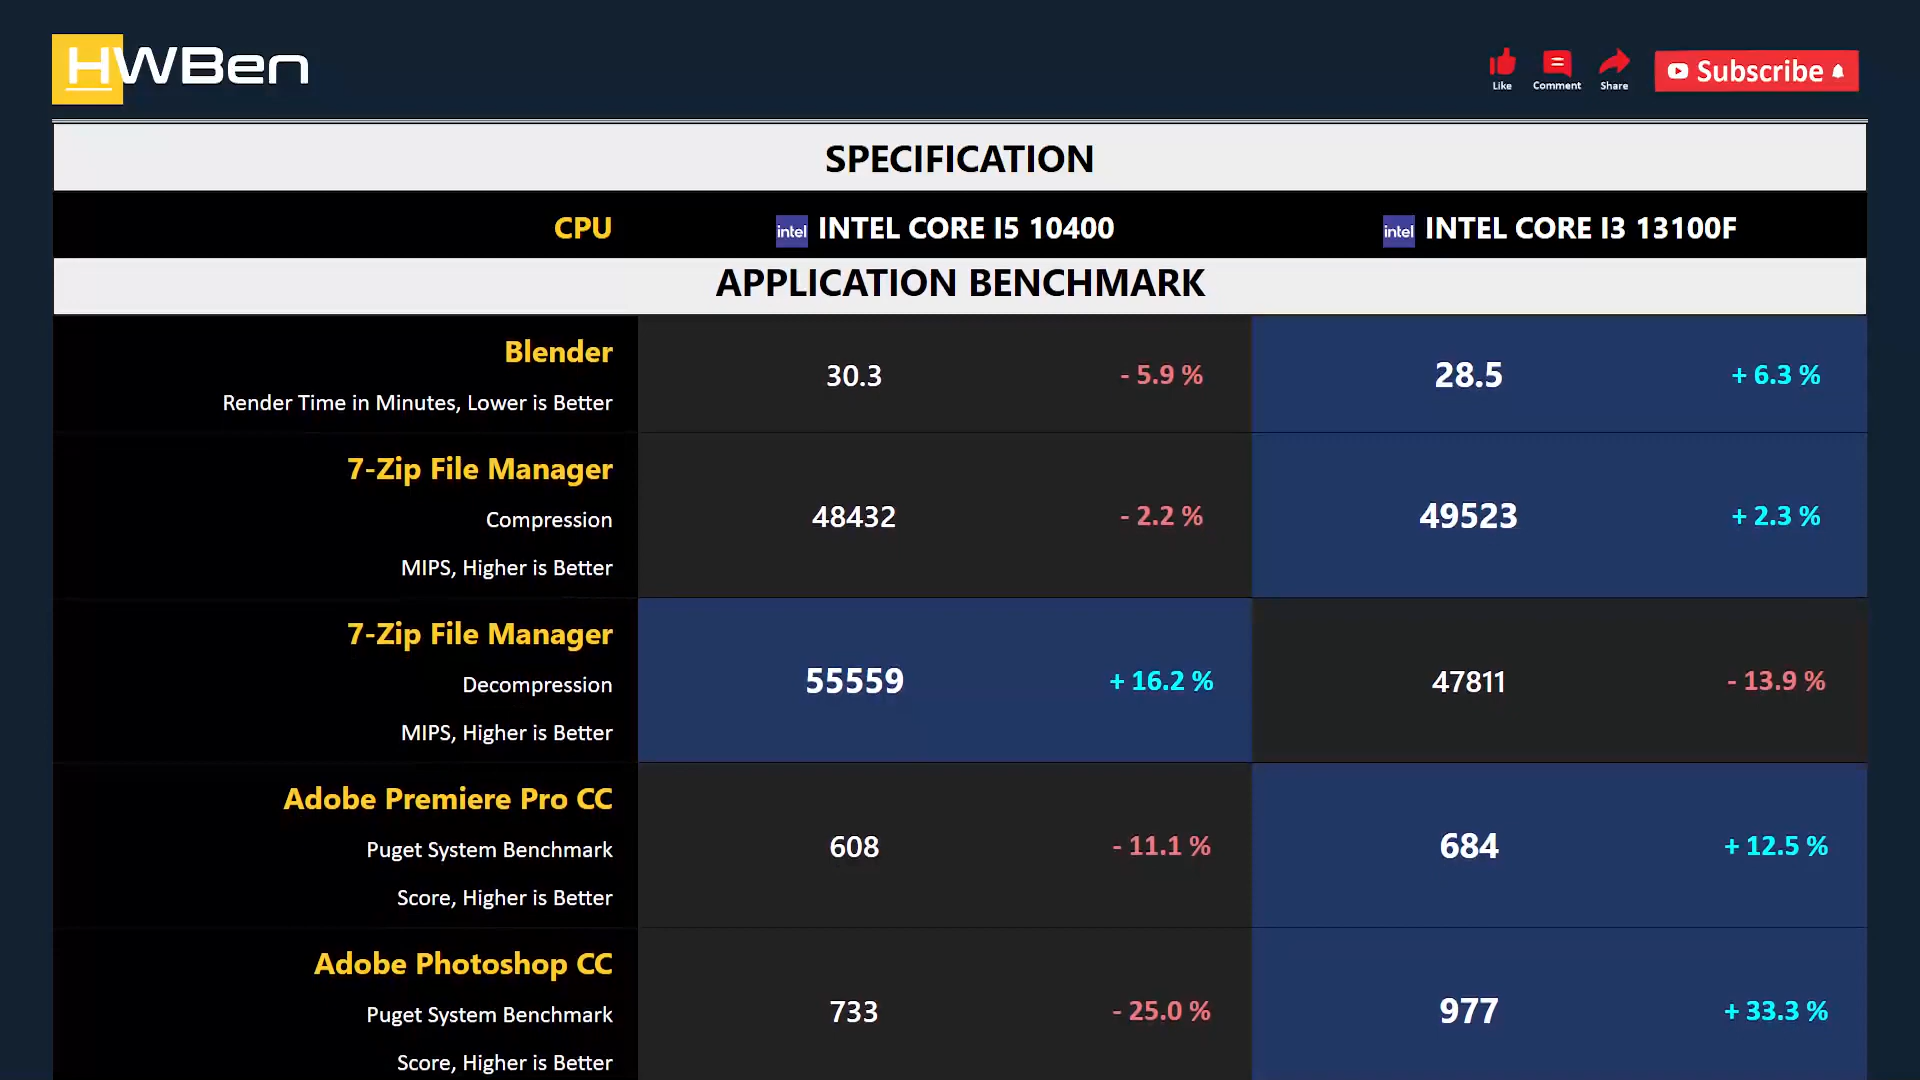 HWBen
Like Comment Share Subscribe
SPECIFICATION
CPU intel INTEL CORE I5 10400 intel INTEL CORE I3 13100F
APPLICATION BENCHMARK
Blender
Render Time in Minutes, Lower is Better
30.3 - 5.9 % 28.5 + 6.3 %
7-Zip File Manager
Compression
MIPS, Higher is Better
48432 - 2.2 % 49523 + 2.3 %
7-Zip File Manager
Decompression
MIPS, Higher is Better
55559 + 16.2 % 47811 - 13.9 %
Adobe Premiere Pro CC
Puget System Benchmark
Score, Higher is Better
608 - 11.1 % 684 + 12.5 %
Adobe Photoshop CC
Puget System Benchmark
Score, Higher is Better
733 - 25.0 % 977 + 33.3 %